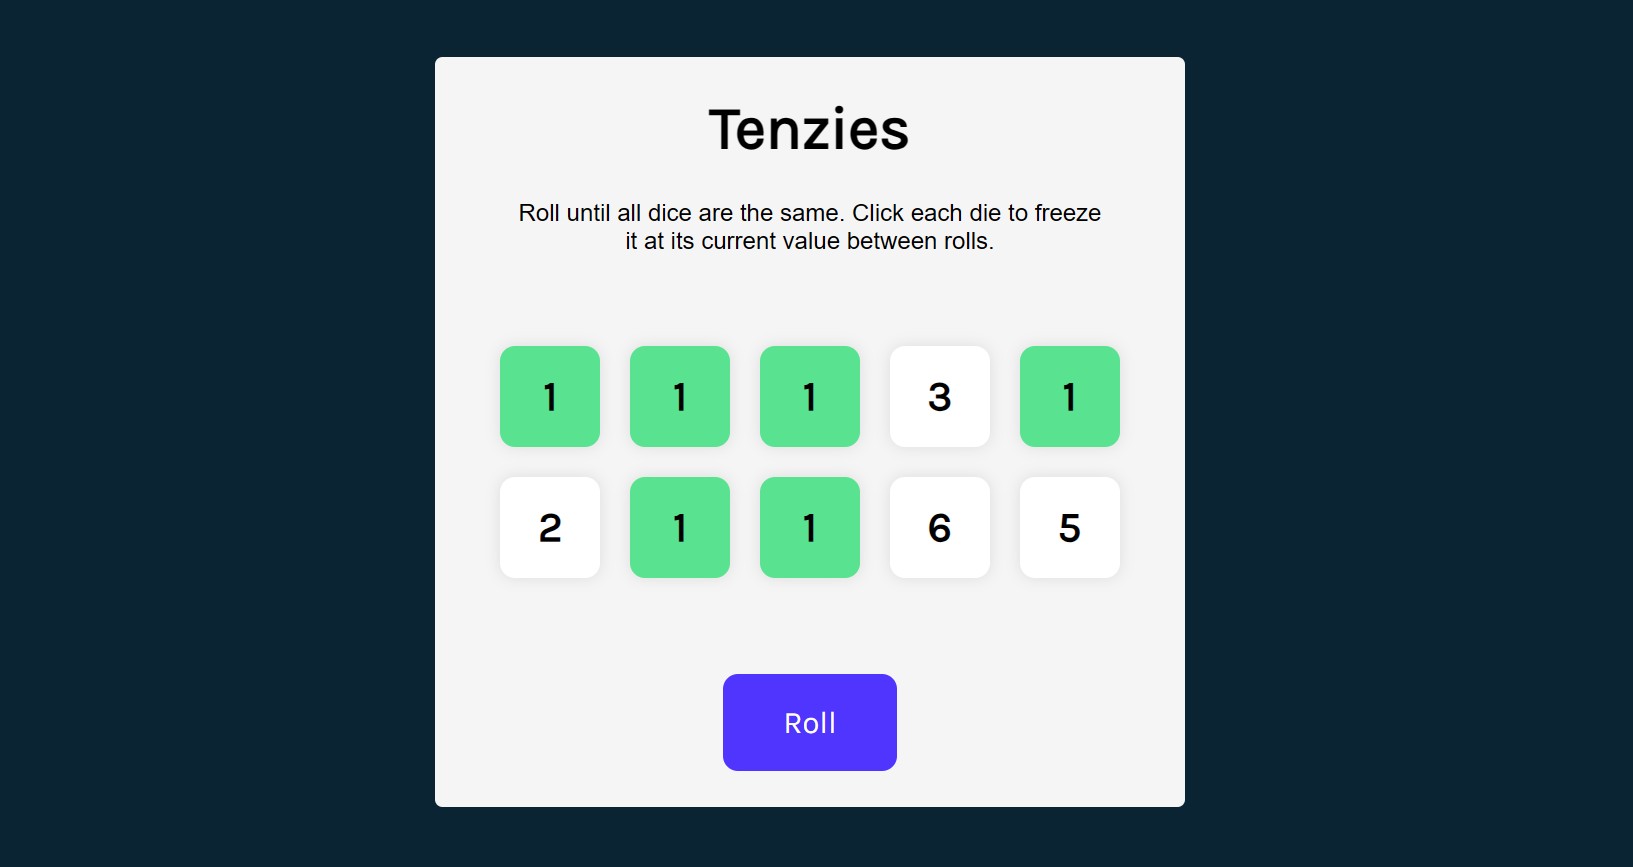 Tenzies
Roll until all dice are the same. Click each die to freeze
it at its current value between rolls.
1 1 1 3 1
2 1 1 6 5
Roll